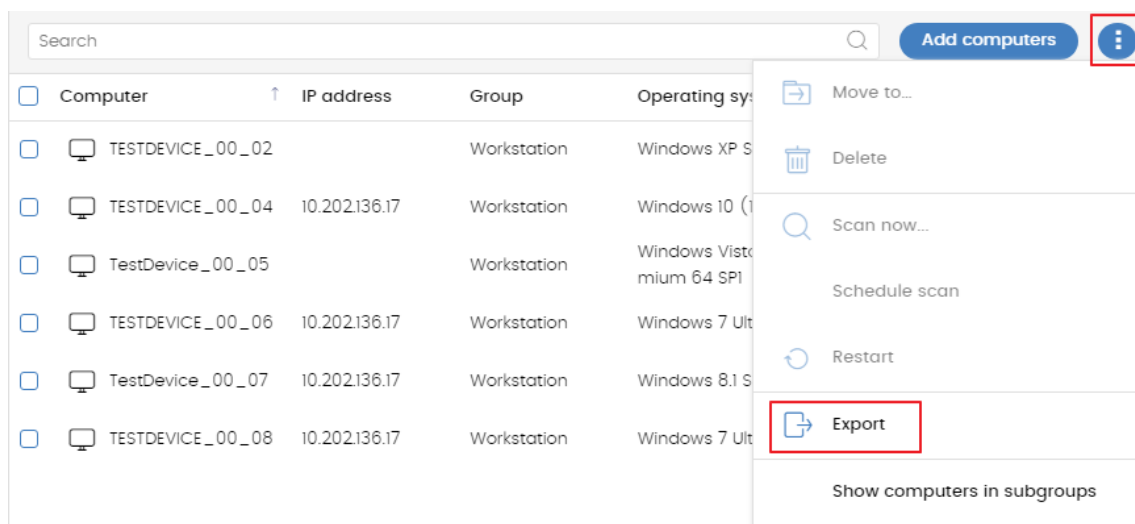 Search
Add computers
Computer IP address Group Operating sys
TESTDEVICE_00_02 Workstation Windows XP S
TESTDEVICE_00_04 10.202.136.17 Workstation Windows 10 (1
TestDevice_00_05 Workstation Windows Vista
mium 64 SP1
TESTDEVICE_00_06 10.202.136.17 Workstation Windows 7 Ult
TestDevice_00_07 10.202.136.17 Workstation Windows 8.1 S
TESTDEVICE_00_08 10.202.136.17 Workstation Windows 7 Ult
Move to...
Delete
Scan now...
Schedule scan
Restart
Export
Show computers in subgroups